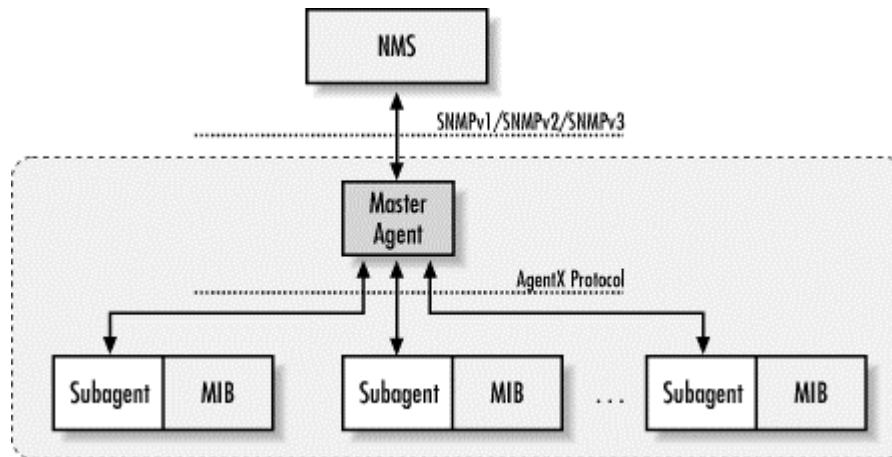 NMS
SNMPv1/SNMPv2/SNMPv3
Master
Agent
AgentX Protocol
Subagent MIB Subagent MIB ... Subagent MIB